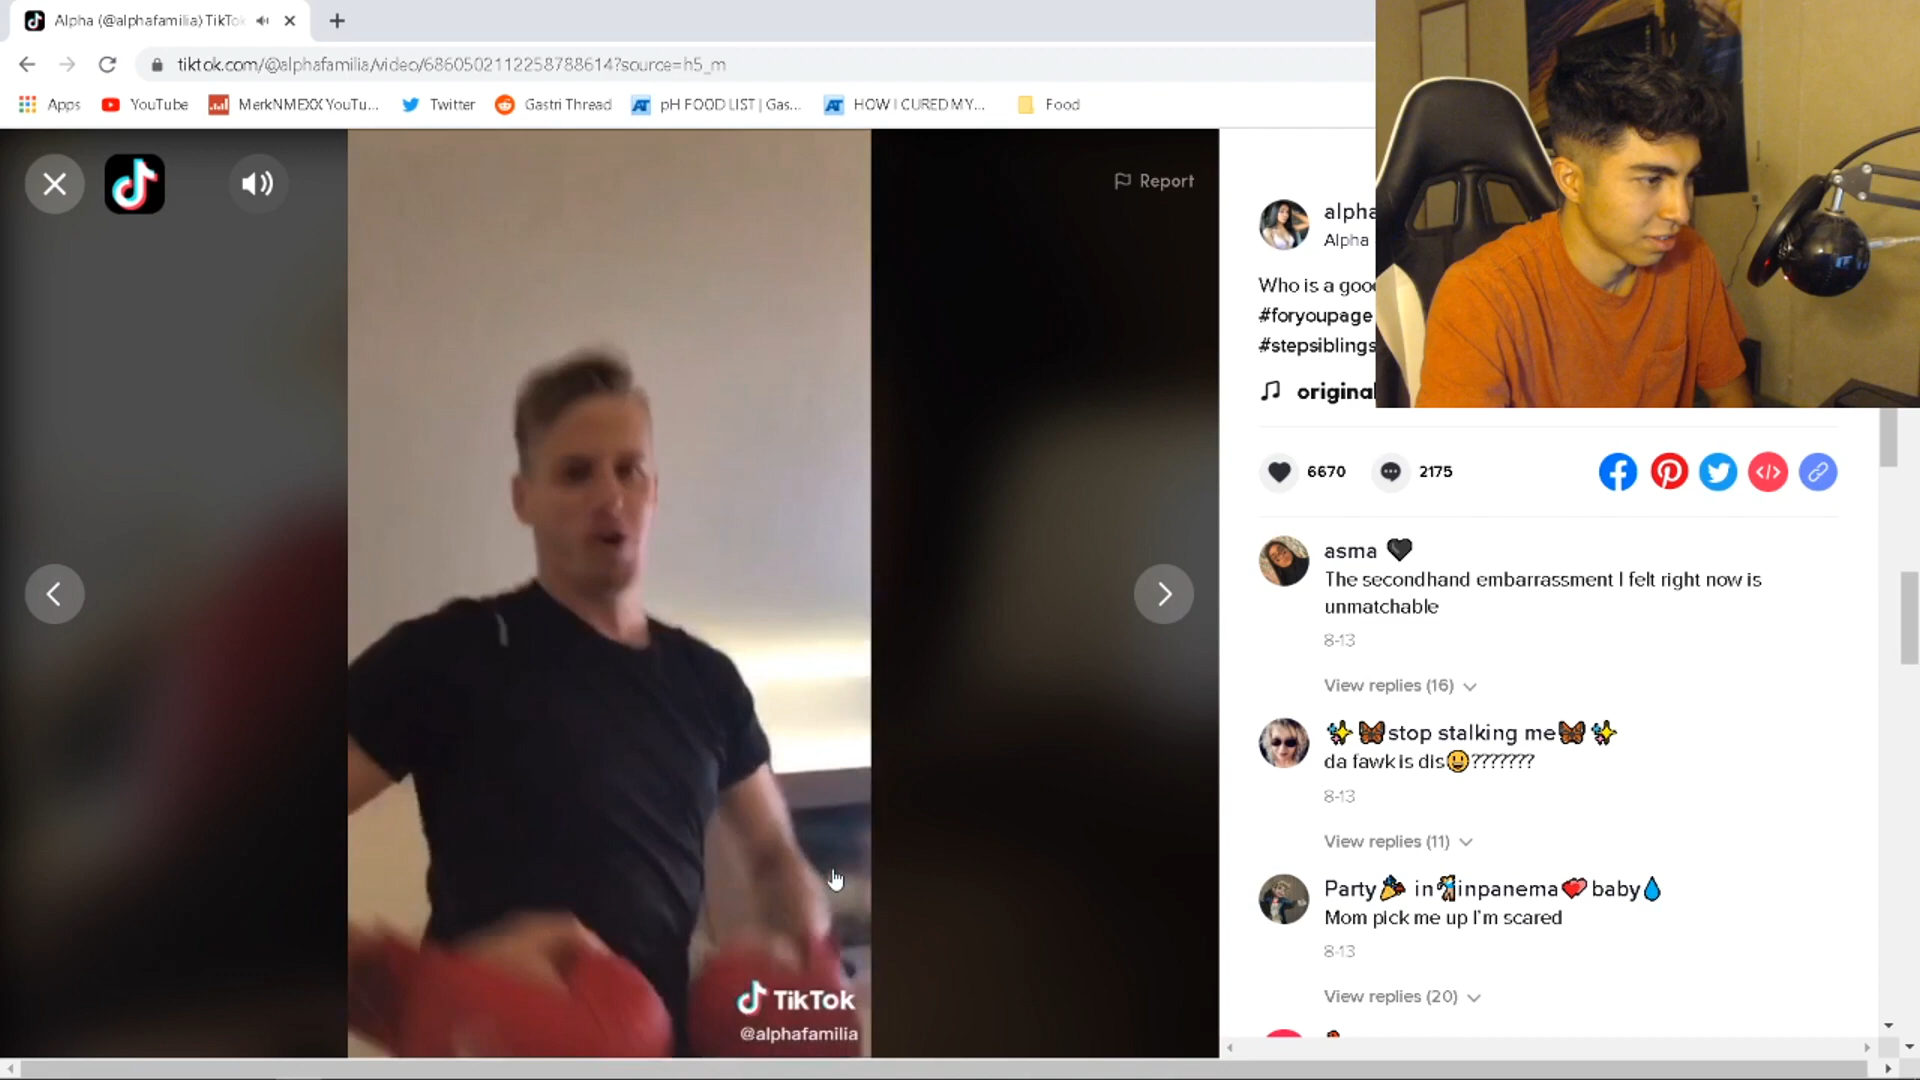 Alpha (@alphafamilia) TikTok
tiktok.com/@alphafamilia/video/6860502112258788614?source=h5_m
Apps
YouTube
MerkNMEXX YouTu...
Twitter
Gastri Thread
pH FOOD LIST | Gas...
HOW I CURED MY...
Food
Report
alpha
Alpha
Who is a goo
#foryoupage
#stepsiblings
original
6670
2175
asma 🖤
The secondhand embarrassment I felt right now is
unmatchable
8-13
View replies (16)
✨🦋stop stalking me🦋✨
da fawk is dis😀???????
8-13
View replies (11)
Party🎉 in💃inpanema💕baby💧
Mom pick me up I'm scared
8-13
View replies (20)
TikTok
@alphafamilia